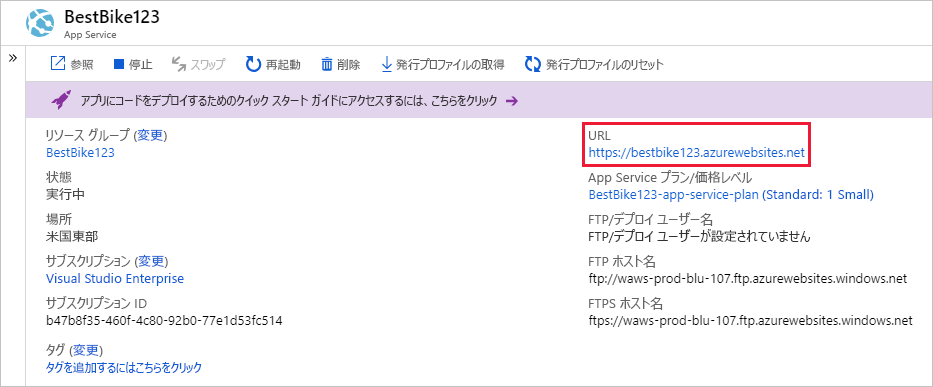 BestBike123
App Service
»
参照 停止 スワップ 再起動 削除 発行プロファイルの取得 発行プロファイルのリセット
アプリにコードをデプロイするためのクイック スタート ガイドにアクセスするには、こちらをクリック →
リソース グループ (変更)
BestBike123
状態
実行中
場所
米国東部
サブスクリプション (変更)
Visual Studio Enterprise
サブスクリプション ID
b47b8f35-460f-4c80-92b0-77e1d53fc514
タグ (変更)
タグを追加するにはこちらをクリック
URL
https://bestbike123.azurewebsites.net
App Service プラン/価格レベル
BestBike123-app-service-plan (Standard: 1 Small)
FTP/デプロイ ユーザー名
FTP/デプロイ ユーザーが設定されていません
FTP ホスト名
ftp://waws-prod-blu-107.ftp.azurewebsites.windows.net
FTPS ホスト名
ftps://waws-prod-blu-107.ftp.azurewebsites.windows.net